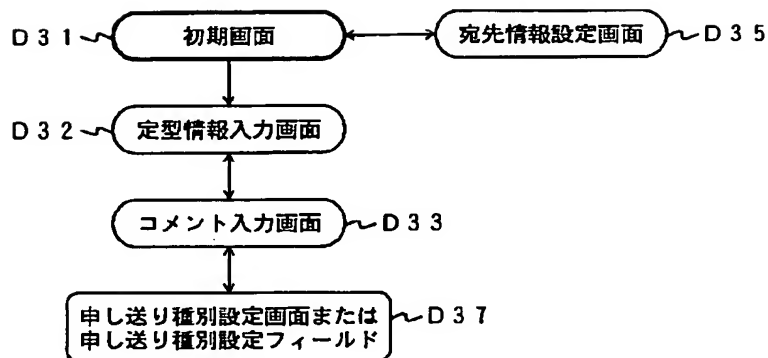 D31 初期画面 宛先情報設定画面 D35
D32 定型情報入力画面
コメント入力画面 D33
申し送り種別設定画面または D37
申し送り種別設定フィールド